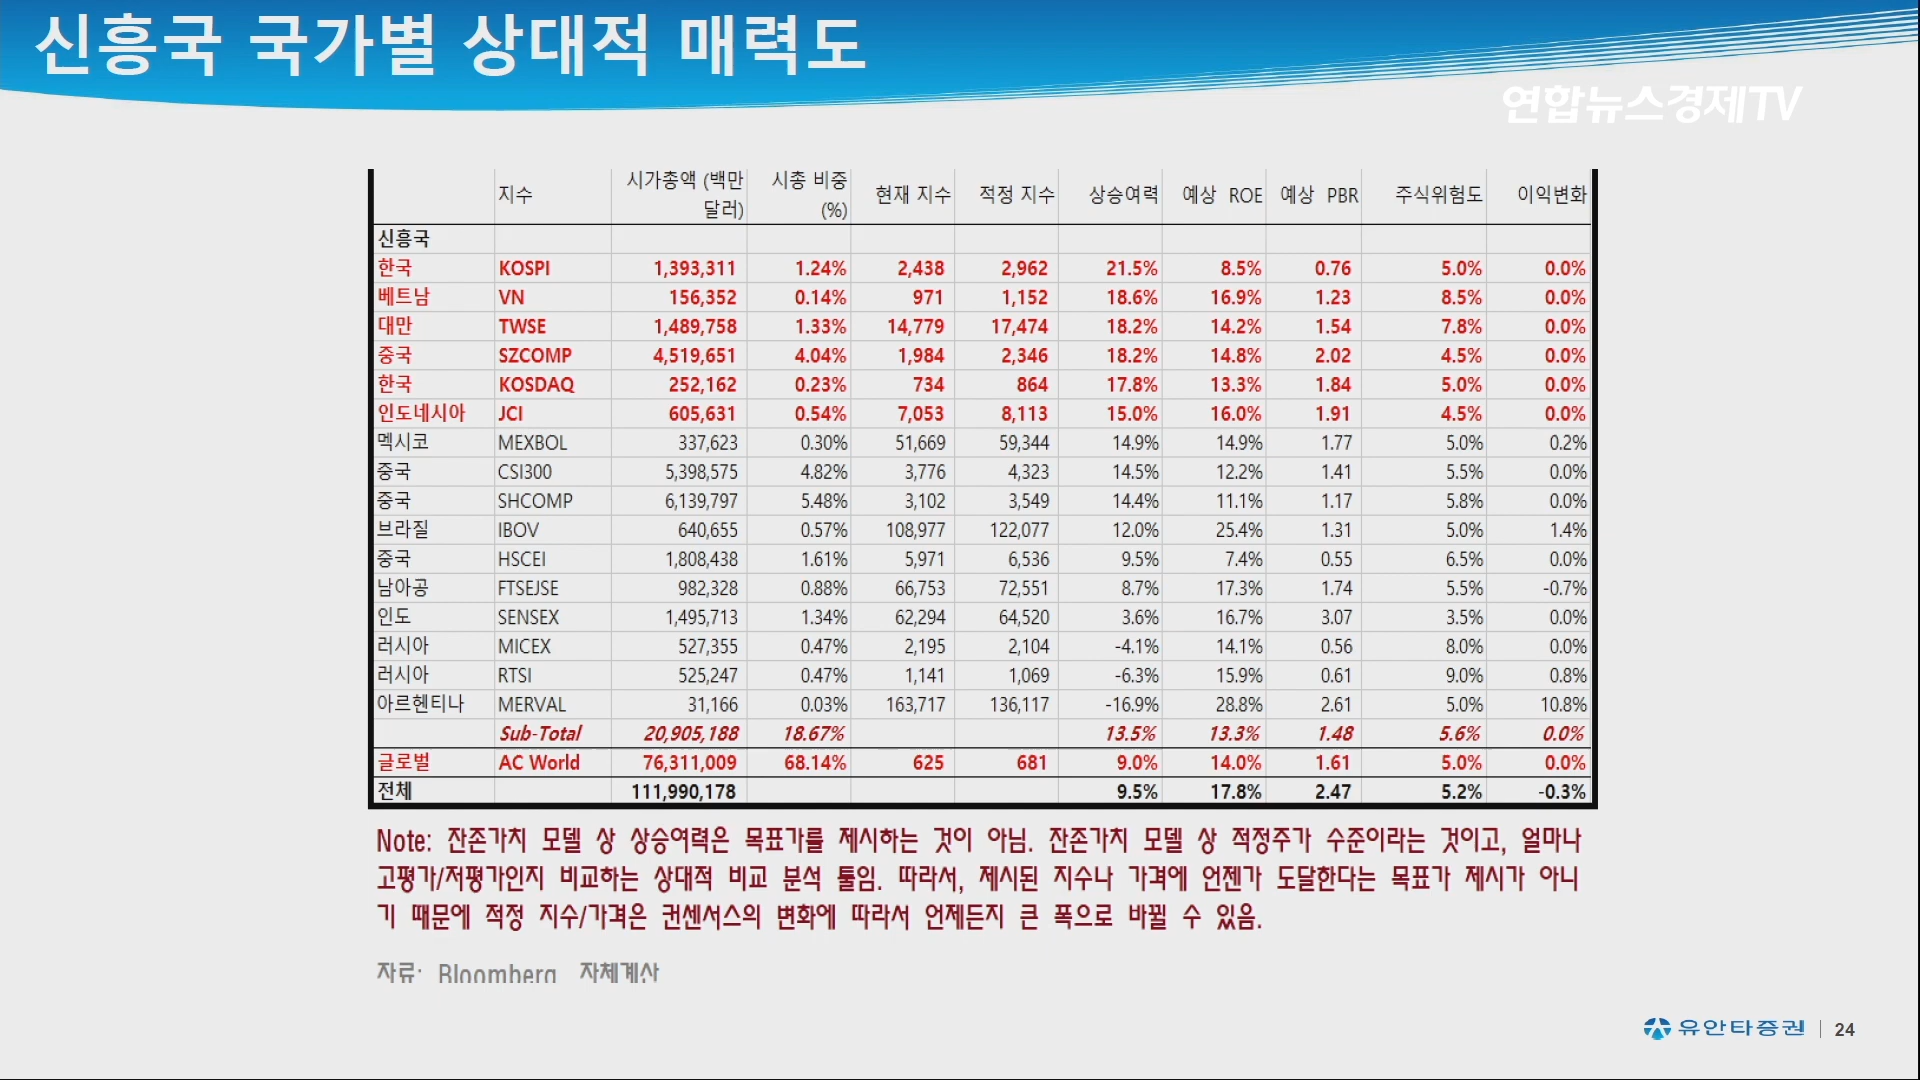 신흥국 국가별 상대적 매력도
연합뉴스경제TV
지수 시가총액 (백만 달러) 시총 비중 (%) 현재 지수 적정 지수 상승여력 예상 ROE 예상 PBR 주식위험도 이익변화
신흥국
한국 KOSPI 1,393,311 1.24% 2,438 2,962 21.5% 8.5% 0.76 5.0% 0.0%
베트남 VN 156,352 0.14% 971 1,152 18.6% 16.9% 1.23 8.5% 0.0%
대만 TWSE 1,489,758 1.33% 14,779 17,474 18.2% 14.2% 1.54 7.8% 0.0%
중국 SZCOMP 4,519,651 4.04% 1,984 2,346 18.2% 14.8% 2.02 4.5% 0.0%
한국 KOSDAQ 252,162 0.23% 734 864 17.8% 13.3% 1.84 5.0% 0.0%
인도네시아 JCI 605,631 0.54% 7,053 8,113 15.0% 16.0% 1.91 4.5% 0.0%
멕시코 MEXBOL 337,623 0.30% 51,669 59,344 14.9% 14.9% 1.77 5.0% 0.2%
중국 CSI300 5,398,575 4.82% 3,776 4,323 14.5% 12.2% 1.41 5.5% 0.0%
중국 SHCOMP 6,139,797 5.48% 3,102 3,549 14.4% 11.1% 1.17 5.8% 0.0%
브라질 IBOV 640,655 0.57% 108,977 122,077 12.0% 25.4% 1.31 5.0% 1.4%
중국 HSCEI 1,808,438 1.61% 5,971 6,536 9.5% 7.4% 0.55 6.5% 0.0%
남아공 FTSEJSE 982,328 0.88% 66,753 72,551 8.7% 17.3% 1.74 5.5% -0.7%
인도 SENSEX 1,495,713 1.34% 62,294 64,520 3.6% 16.7% 3.07 3.5% 0.0%
러시아 MICEX 527,355 0.47% 2,195 2,104 -4.1% 14.1% 0.56 8.0% 0.0%
러시아 RTSI 525,247 0.47% 1,141 1,069 -6.3% 15.9% 0.61 9.0% 0.8%
아르헨티나 MERVAL 31,166 0.03% 163,717 136,117 -16.9% 28.8% 2.61 5.0% 10.8%
Sub-Total 20,905,188 18.67% 13.5% 13.3% 1.48 5.6% 0.0%
글로벌 AC World 76,311,009 68.14% 625 681 9.0% 14.0% 1.61 5.0% 0.0%
전체 111,990,178 9.5% 17.8% 2.47 5.2% -0.3%
Note: 잔존가치 모델 상 상승여력은 목표가를 제시하는 것이 아님. 잔존가치 모델 상 적정주가 수준이라는 것이고, 얼마나
고평가/저평가인지 비교하는 상대적 비교 분석 툴임. 따라서, 제시된 지수나 가격에 언젠가 도달한다는 목표가 제시가 아니
기 때문에 적정 지수/가격은 컨센서스의 변화에 따라서 언제든지 큰 폭으로 바뀔 수 있음.
자료: Bloomberg 자체계산
유안타증권 24